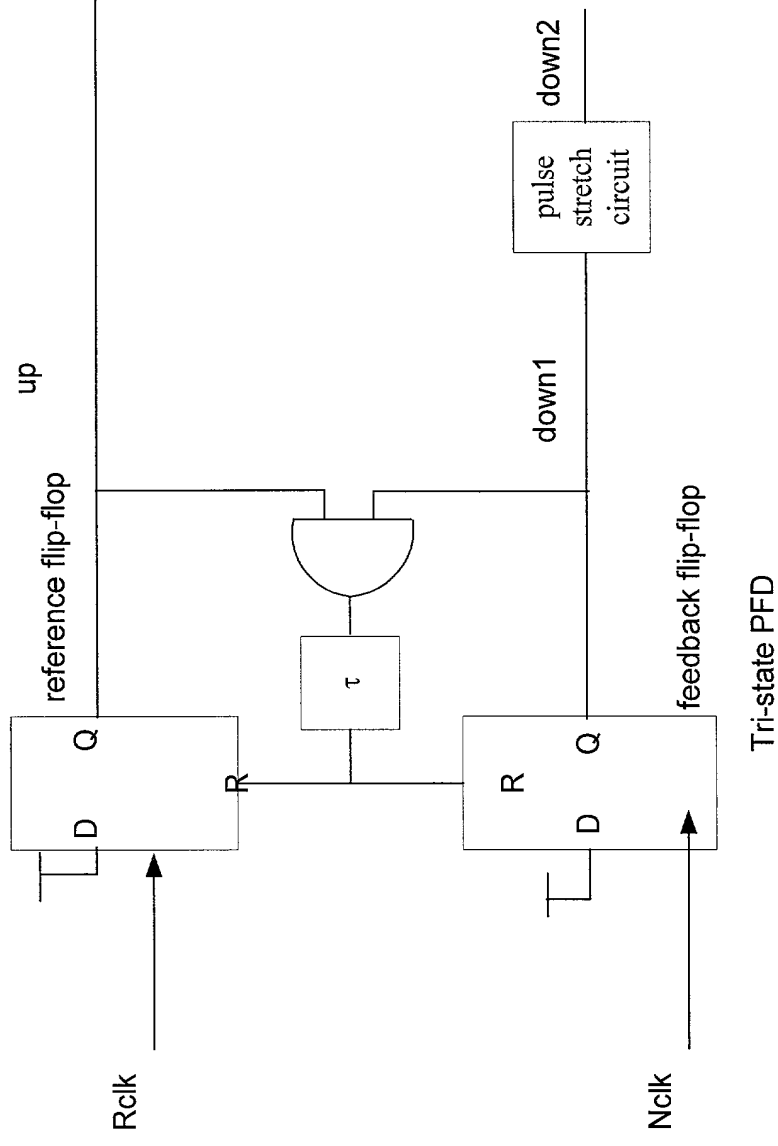 up
reference flip-flop
D
Q
R
Rclk
τ
down1
down2
pulse
stretch
circuit
R
D
Q
feedback flip-flop
Nclk
Tri-state PFD